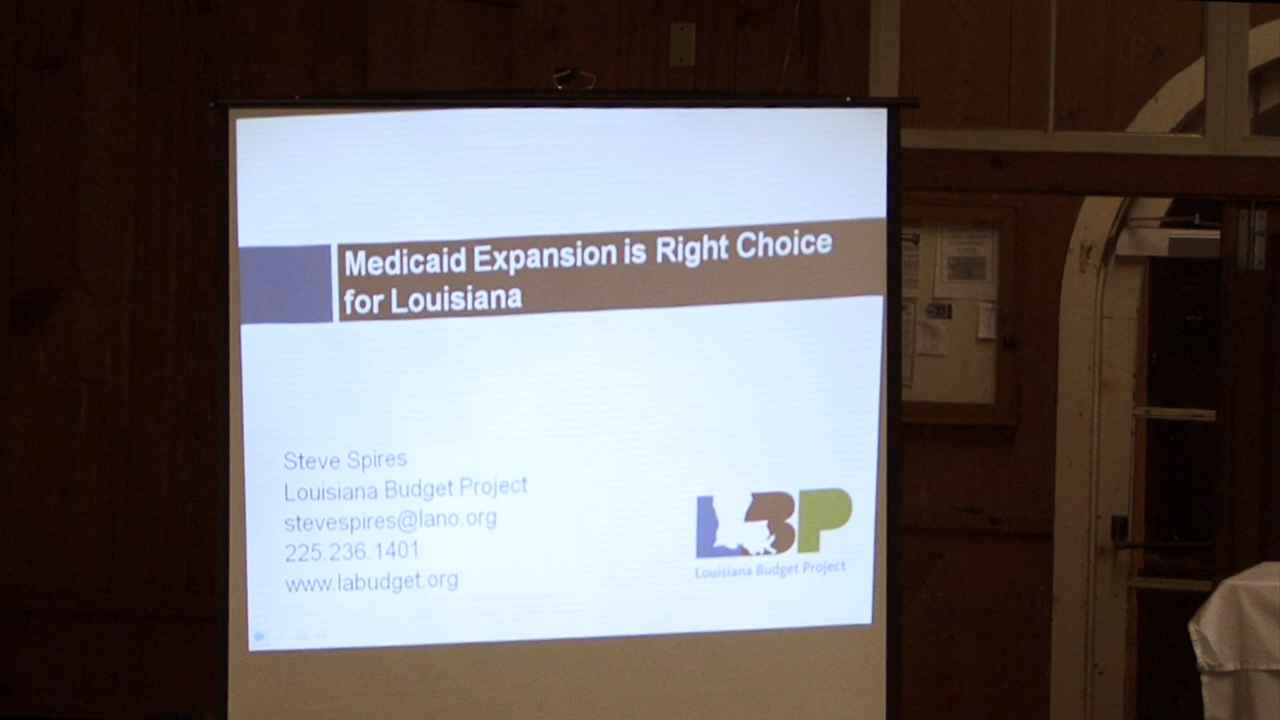 Medicaid Expansion is Right Choice
for Louisiana
Steve Spires
Louisiana Budget Project
stevespires@lano.org
225.236.1401
www.labudget.org
LBP
Louisiana Budget Project